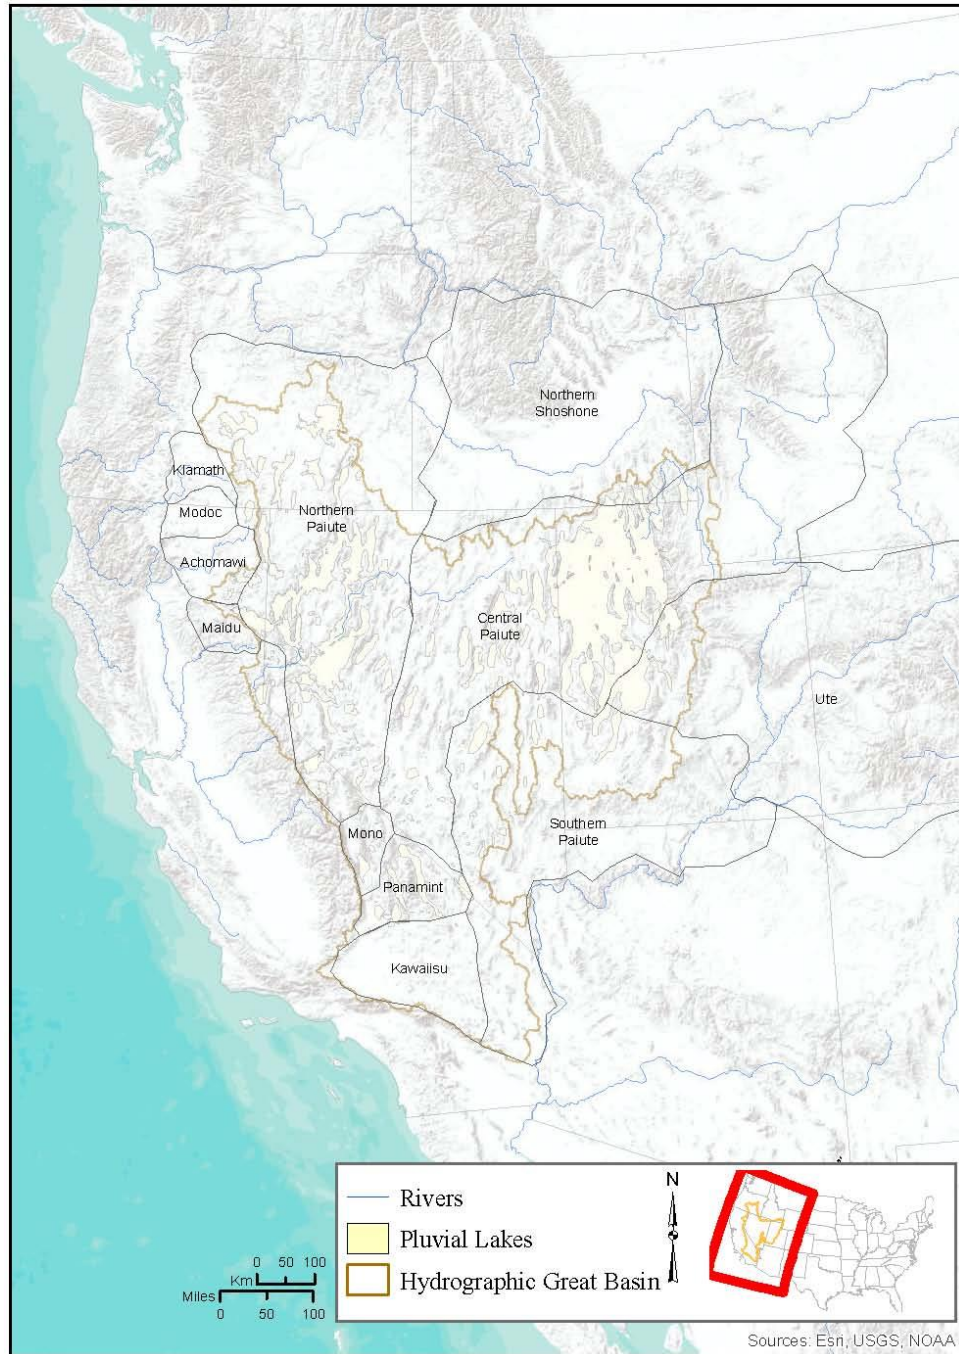 Northern
Shoshone
Klamath
Modoc
Northern
Paiute
Achomawi
Maidu
Central
Paiute
Ute
Mono
Southern
Paiute
Panamint
Kawaiisu
Rivers
Pluvial Lakes
Hydrographic Great Basin
N
0 50 100
Km
Miles
0 50 100
Sources: Esri, USGS, NOAA